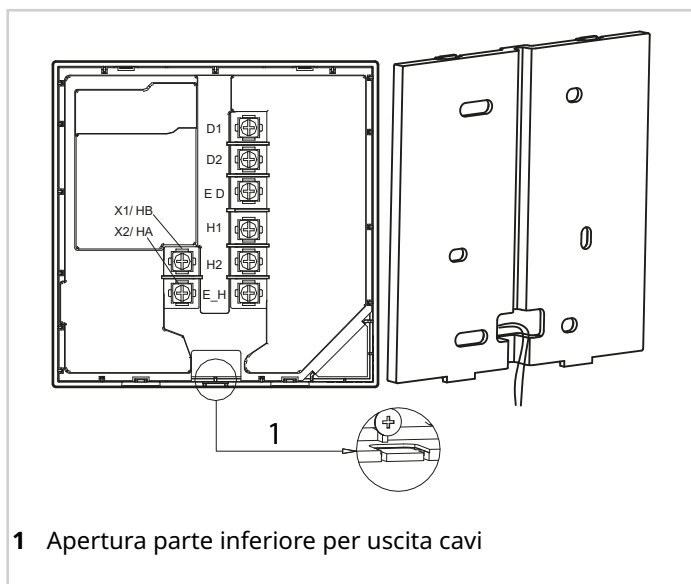 D1
D2
E D
X1/ HB
H1
X2/ HA
H2
E_H
1
1 Apertura parte inferiore per uscita cavi